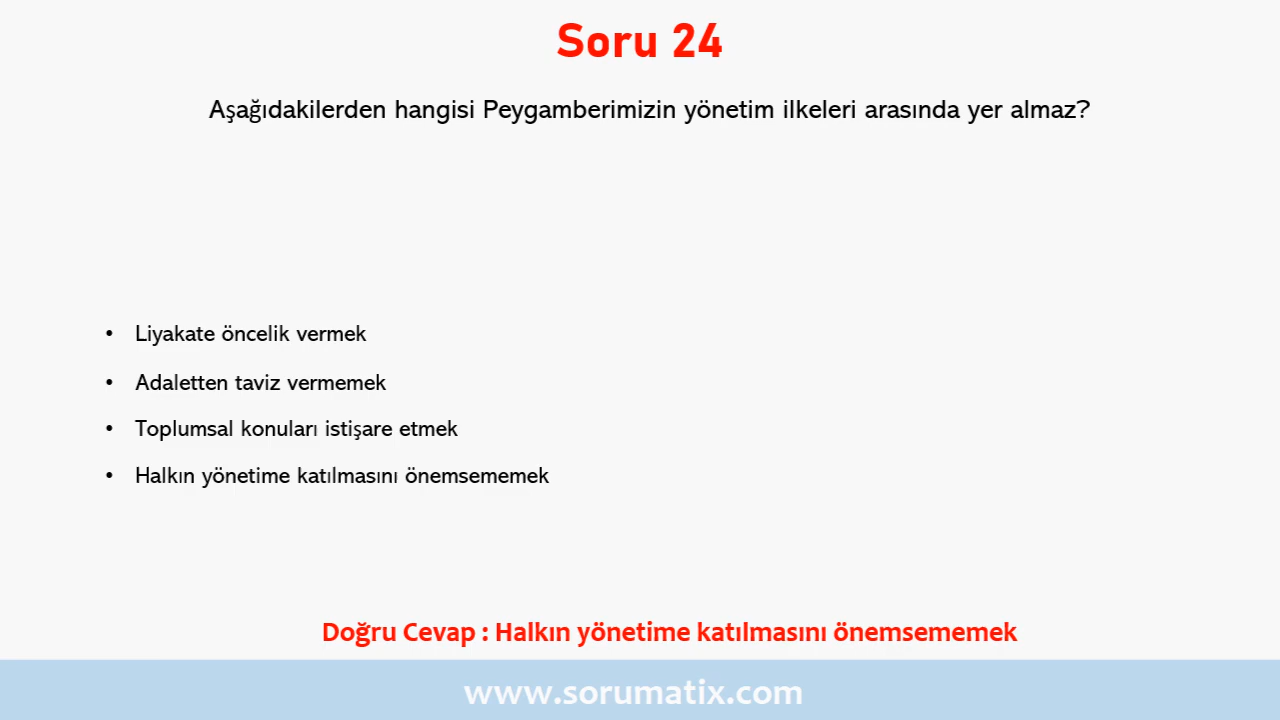 Soru 24
Aşağıdakilerden hangisi Peygamberimizin yönetim ilkeleri arasında yer almaz?
• Liyakate öncelik vermek
• Adaletten taviz vermemek
• Toplumsal konuları istişare etmek
• Halkın yönetime katılmasını önemsememek
Doğru Cevap : Halkın yönetime katılmasını önemsememek
www.sorumatix.com